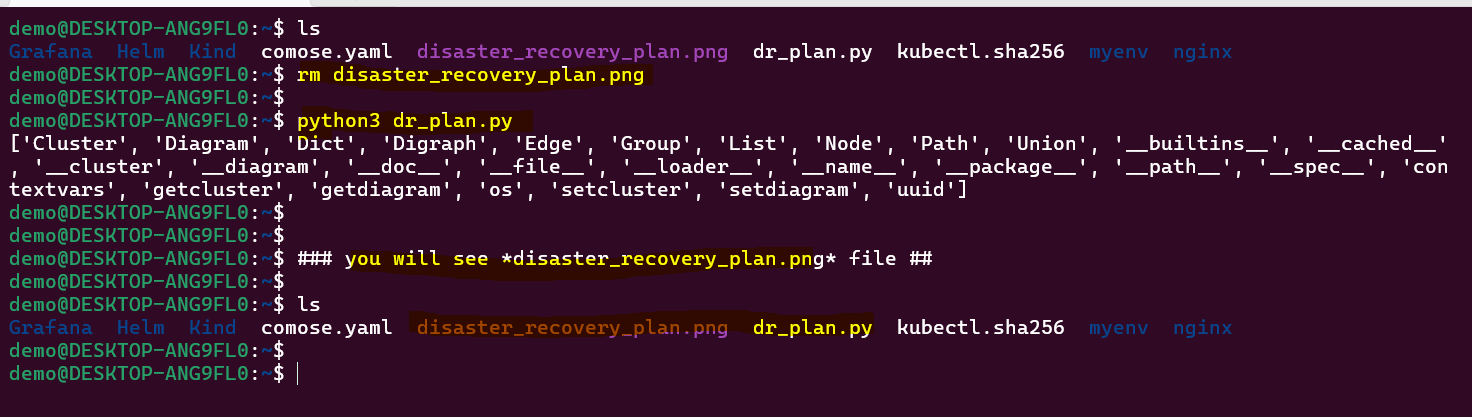 demo@DESKTOP-ANG9FL0:~$ ls
Grafana  Helm  Kind  comose.yaml  disaster_recovery_plan.png  dr_plan.py  kubectl.sha256  myenv  nginx
demo@DESKTOP-ANG9FL0:~$ rm disaster_recovery_plan.png
demo@DESKTOP-ANG9FL0:~$
demo@DESKTOP-ANG9FL0:~$ python3 dr_plan.py
['Cluster', 'Diagram', 'Dict', 'Digraph', 'Edge', 'Group', 'List', 'Node', 'Path', 'Union', '__builtins__', '__cached__'
, '__cluster', '__diagram', '__doc__', '__file__', '__loader__', '__name__', '__package__', '__path__', '__spec__', 'con
textvars', 'getcluster', 'getdiagram', 'os', 'setcluster', 'setdiagram', 'uuid']
demo@DESKTOP-ANG9FL0:~$
demo@DESKTOP-ANG9FL0:~$
demo@DESKTOP-ANG9FL0:~$ ### you will see *disaster_recovery_plan.png* file ##
demo@DESKTOP-ANG9FL0:~$
demo@DESKTOP-ANG9FL0:~$ ls
Grafana  Helm  Kind  comose.yaml  disaster_recovery_plan.png  dr_plan.py  kubectl.sha256  myenv  nginx
demo@DESKTOP-ANG9FL0:~$
demo@DESKTOP-ANG9FL0:~$